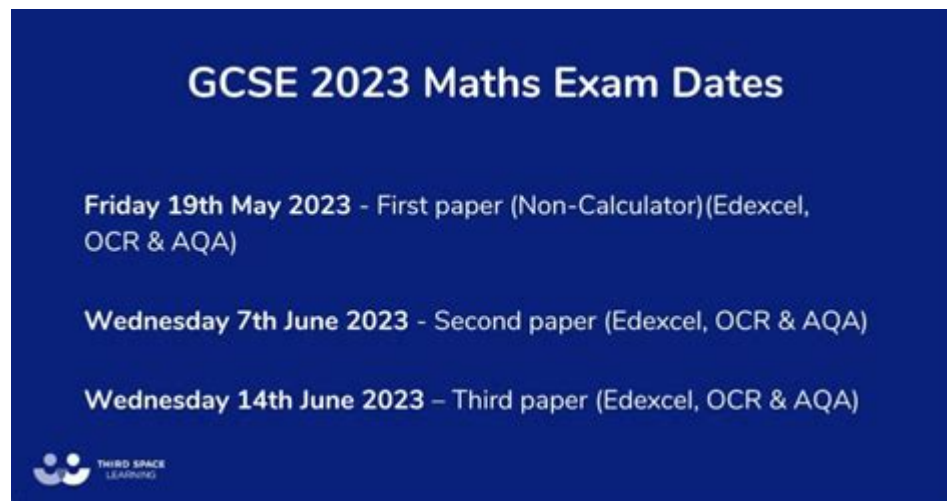 GCSE 2023 Maths Exam Dates
Friday 19th May 2023 - First paper (Non-Calculator)(Edexcel,
OCR & AQA)
Wednesday 7th June 2023 - Second paper (Edexcel, OCR & AQA)
Wednesday 14th June 2023 – Third paper (Edexcel, OCR & AQA)
THIRD SPACE
LEARNING